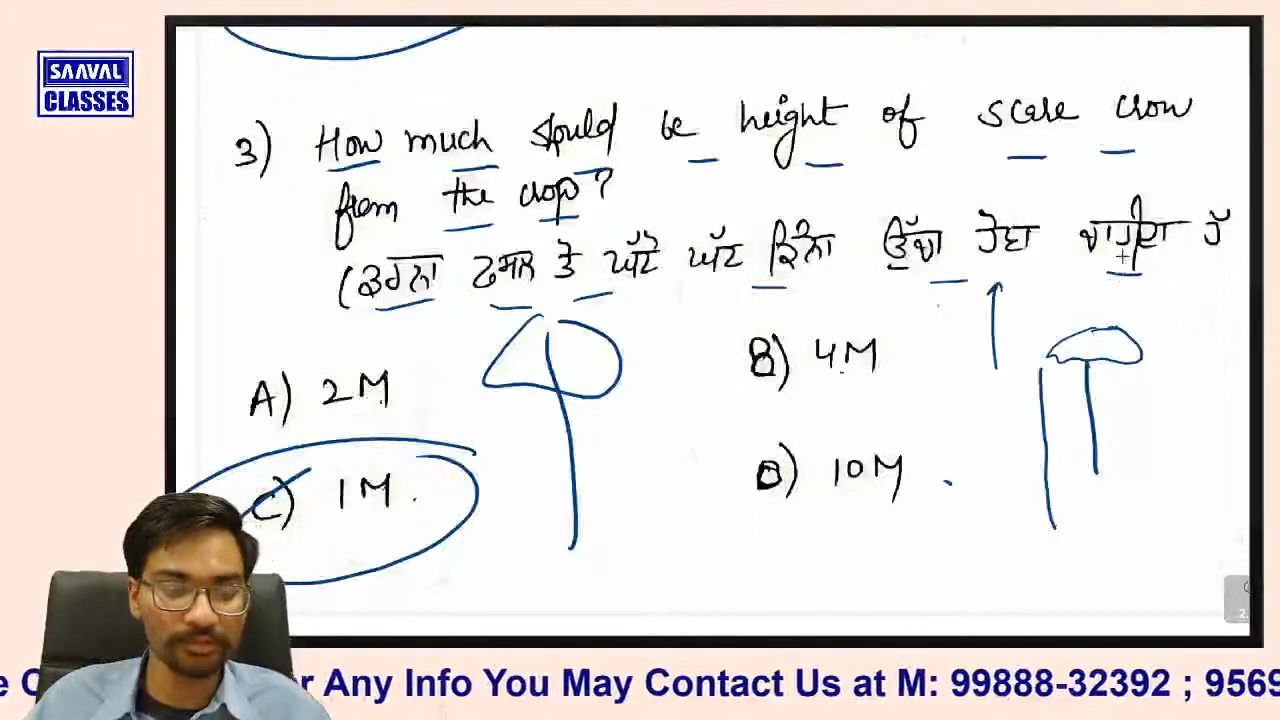 SAAVAL
CLASSES
3) How much should be height of scare crow
from the crop?
(ਡਰਨਾ ਫਸਲ ਤੋਂ ਘੱਟੋ ਘੱਟ ਕਿੰਨਾ ਉੱਚਾ ਹੋਣਾ ਚਾਹੀਦਾ ਹੈ
A) 2M
B) 4M
C) 1M.
D) 10M.
r Any Info You May Contact Us at M: 99888-32392 ; 9569